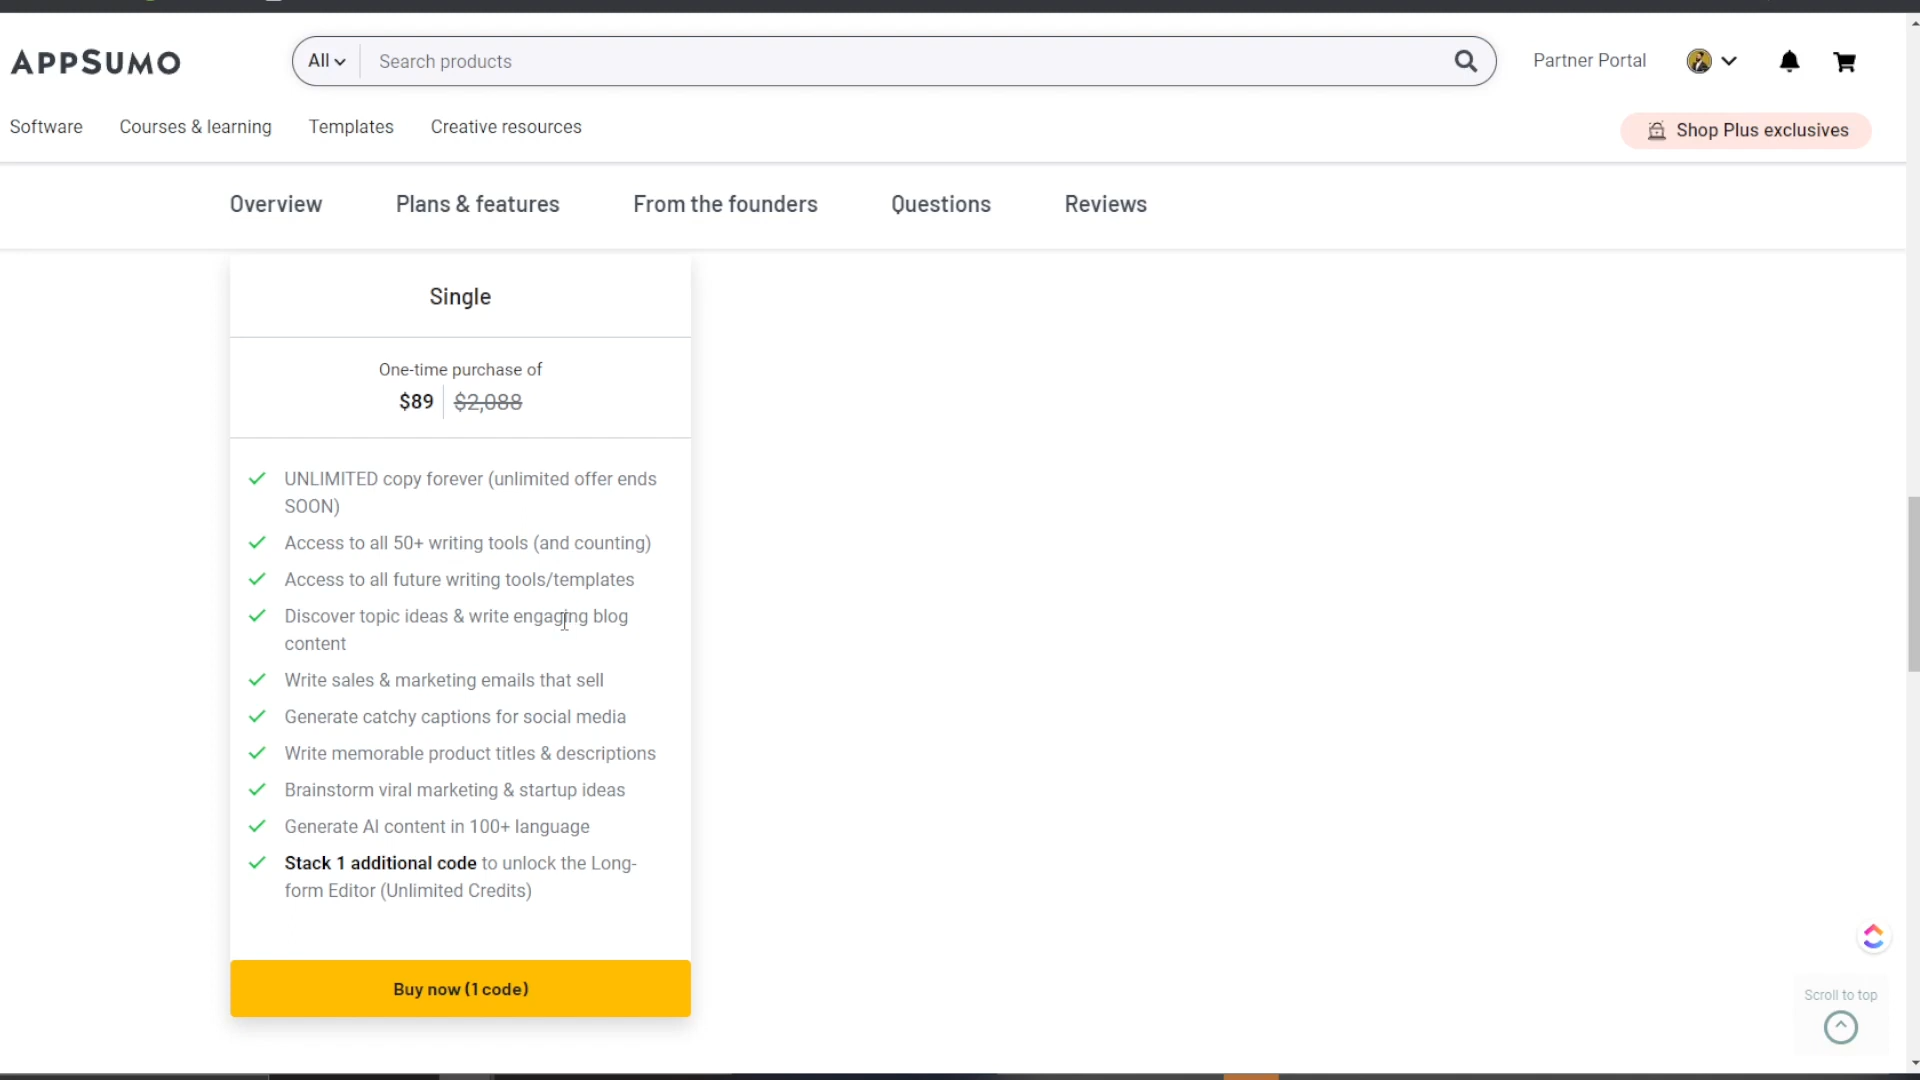 APPSUMO
All
Search products
Partner Portal
Software
Courses & learning
Templates
Creative resources
Shop Plus exclusives
Overview
Plans & features
From the founders
Questions
Reviews
Single
One-time purchase of
$89
$2,088
UNLIMITED copy forever (unlimited offer ends
SOON)
Access to all 50+ writing tools (and counting)
Access to all future writing tools/templates
Discover topic ideas & write engaging blog
content
Write sales & marketing emails that sell
Generate catchy captions for social media
Write memorable product titles & descriptions
Brainstorm viral marketing & startup ideas
Generate AI content in 100+ language
Stack 1 additional code to unlock the Long-
form Editor (Unlimited Credits)
Buy now (1 code)
Scroll to top